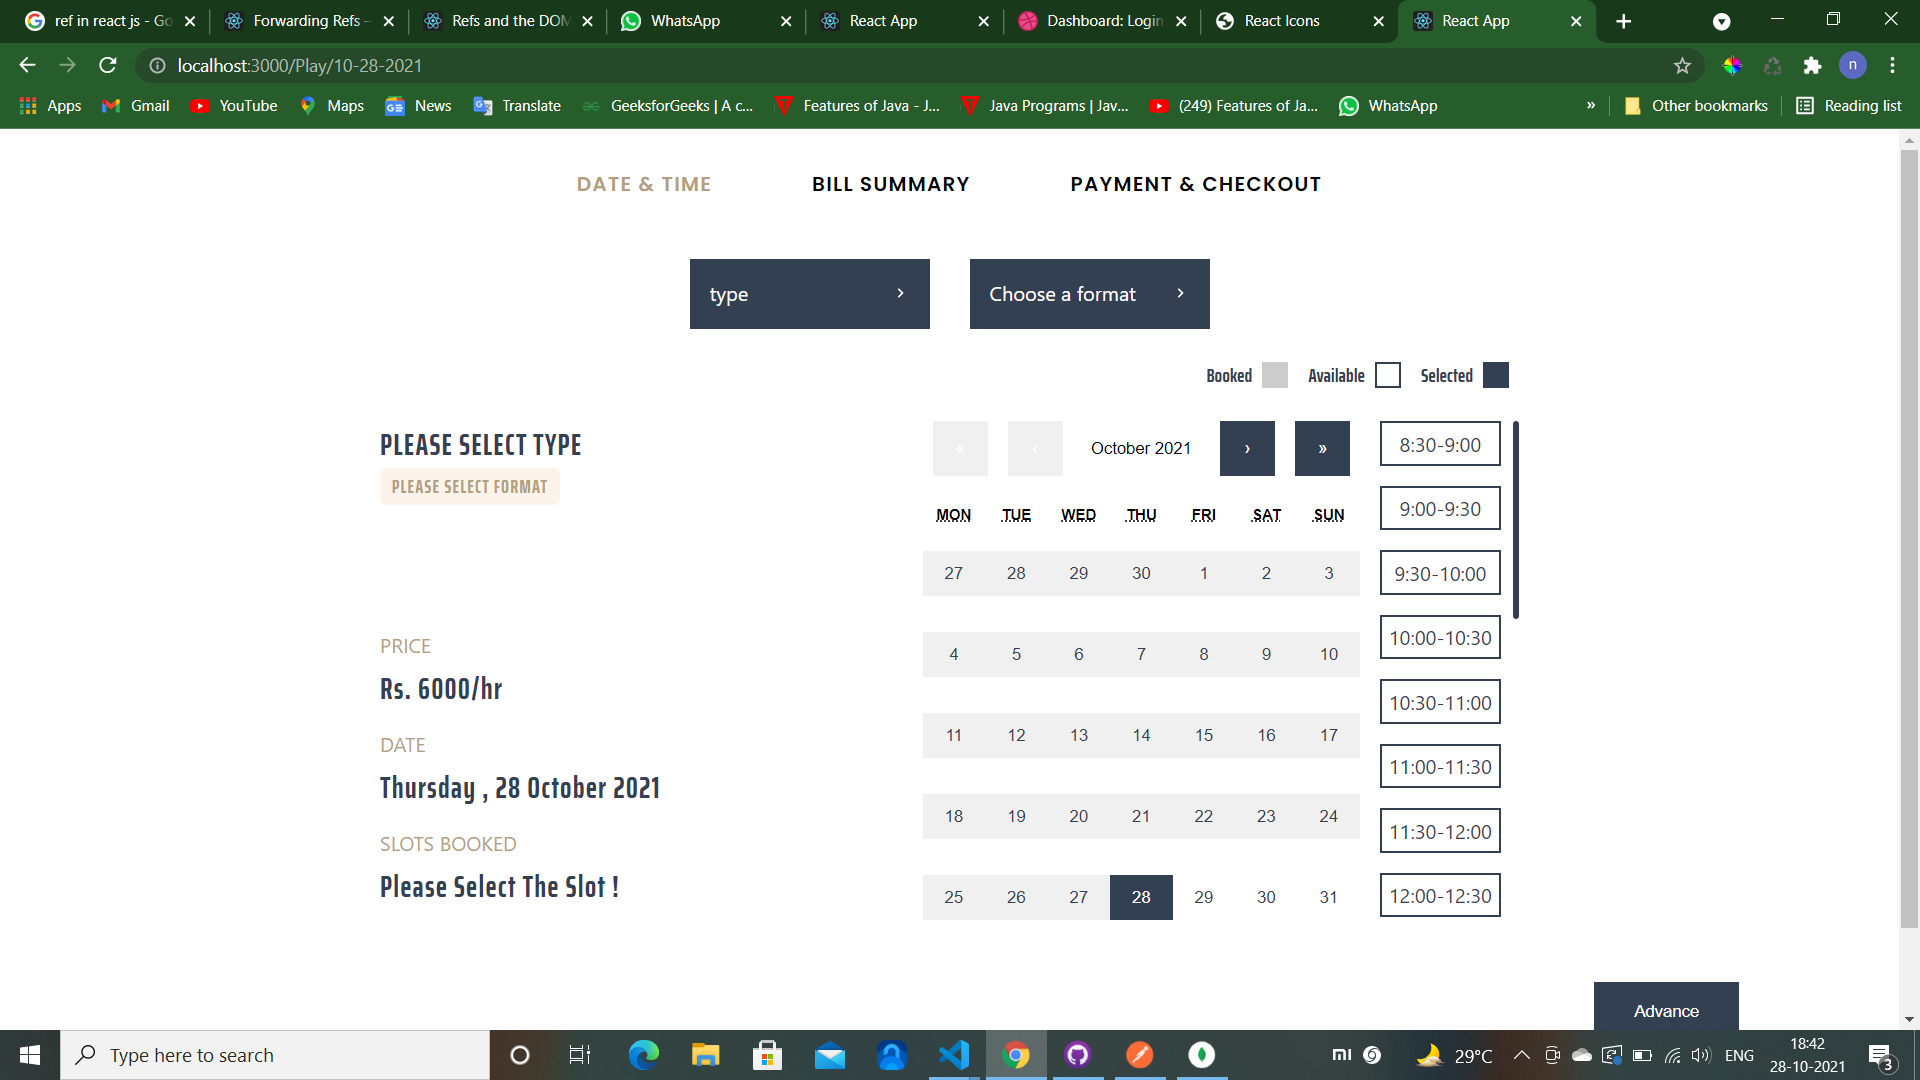 ref in react js - Go
Forwarding Refs -
Refs and the DOM
WhatsApp
React App
Dashboard: Login
React Icons
React App
localhost:3000/Play/10-28-2021
n
Apps
Gmail
YouTube
Maps
News
Translate
GeeksforGeeks | A c...
Features of Java - J...
Java Programs | Jav...
(249) Features of Ja...
WhatsApp
»
Other bookmarks
Reading list
DATE & TIME
BILL SUMMARY
PAYMENT & CHECKOUT
type
Choose a format
Booked
Available
Selected
PLEASE SELECT TYPE
PLEASE SELECT FORMAT
PRICE
Rs. 6000/hr
DATE
Thursday , 28 October 2021
SLOTS BOOKED
Please Select The Slot !
« ‹ October 2021 › »
MON TUE WED THU FRI SAT SUN
27 28 29 30 1 2 3
4 5 6 7 8 9 10
11 12 13 14 15 16 17
18 19 20 21 22 23 24
25 26 27 28 29 30 31
8:30-9:00
9:00-9:30
9:30-10:00
10:00-10:30
10:30-11:00
11:00-11:30
11:30-12:00
12:00-12:30
Advance
Type here to search
mi
29°C
ENG
18:42
28-10-2021
3